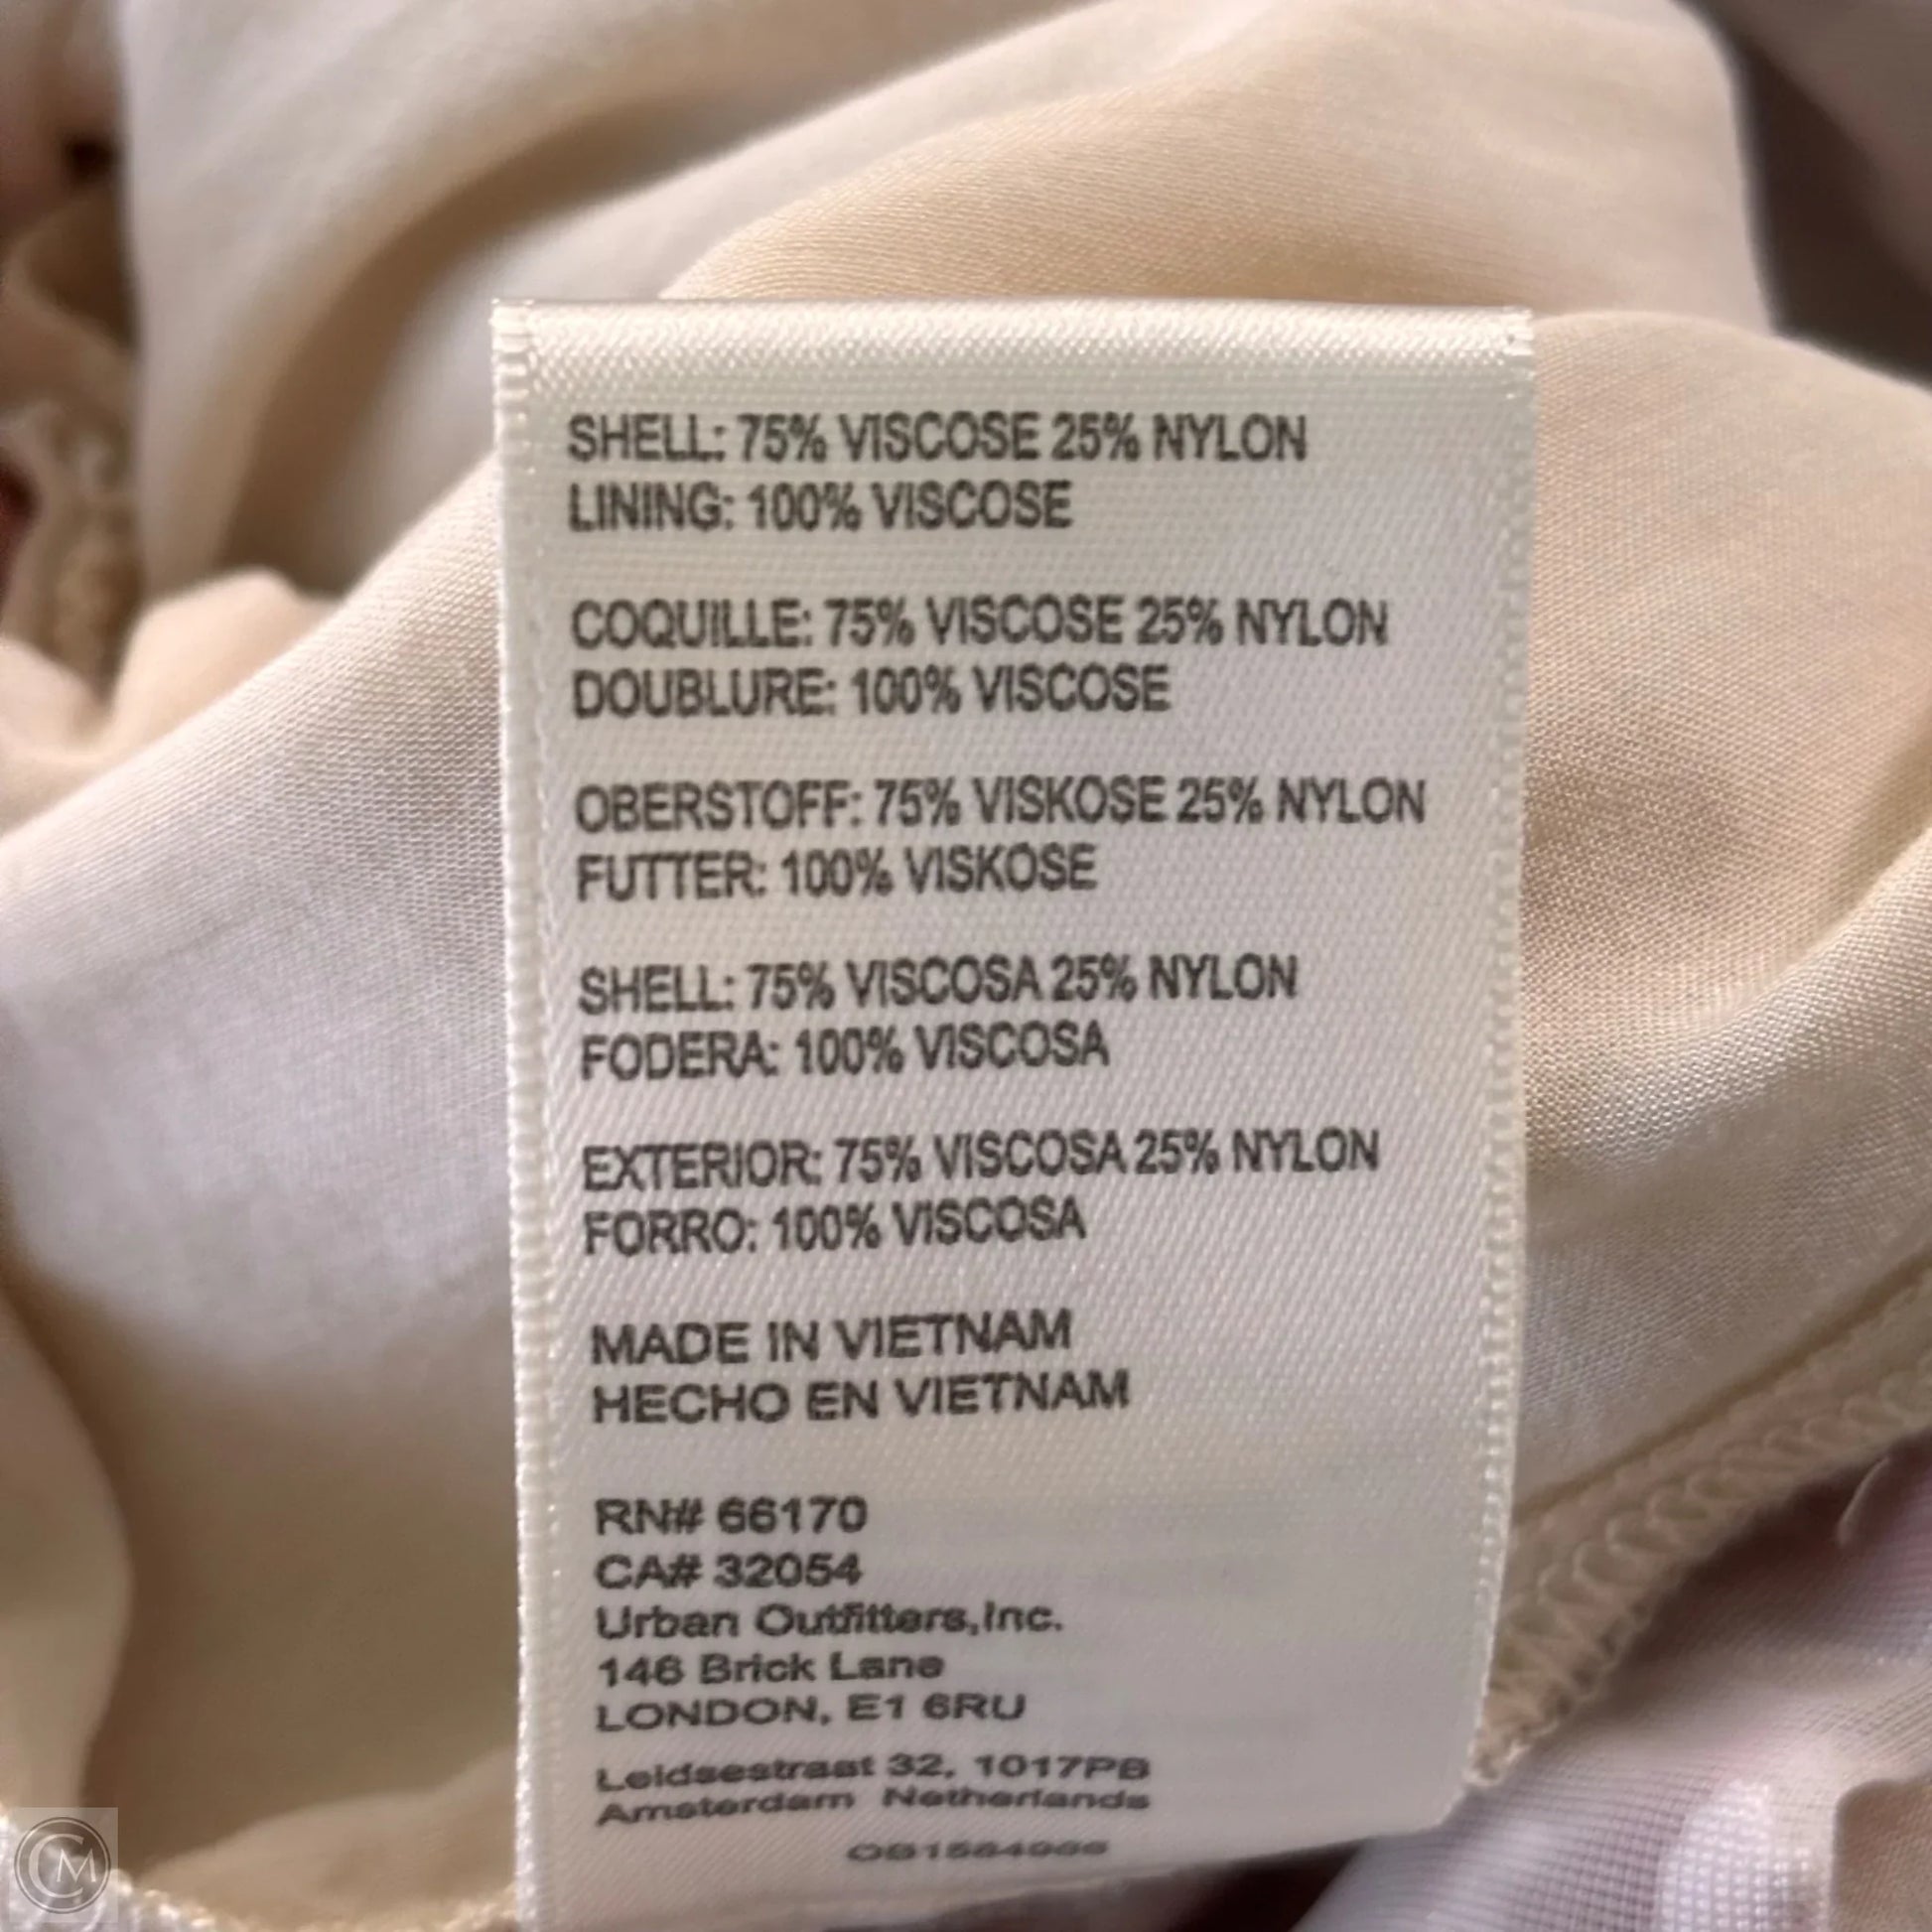 SHELL: 75% VISCOSE 25% NYLON
LINING: 100% VISCOSE
COQUILLE: 75% VISCOSE 25% NYLON
DOUBLURE: 100% VISCOSE
OBERSTOFF: 75% VISKOSE 25% NYLON
FUTTER: 100% VISKOSE
SHELL: 75% VISCOSA 25% NYLON
FODERA: 100% VISCOSA
EXTERIOR: 75% VISCOSA 25% NYLON
FORRO: 100% VISCOSA
MADE IN VIETNAM
HECHO EN VIETNAM
RN# 66170
CA# 32054
Urban Outfitters,Inc.
146 Brick Lane
LONDON, E1 6RU
Leidsestraat 32, 1017PB
Amsterdam Netherlands
CM